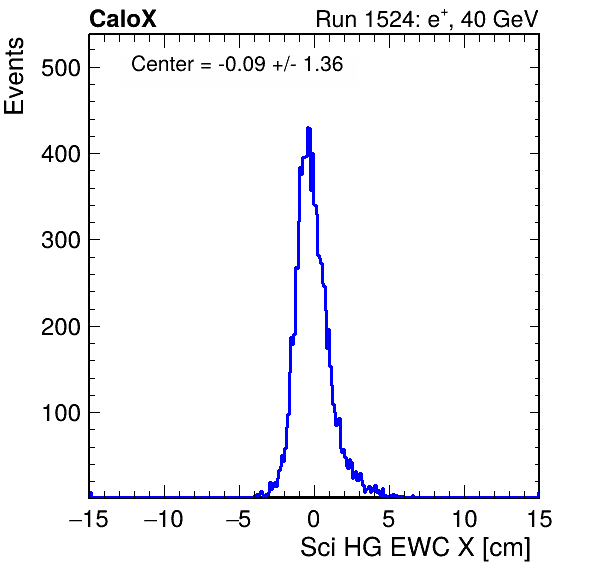 CaloX Run 1524: e⁺, 40 GeV
Center = -0.09 +/- 1.36
Events
500
400
300
200
100
−15 −10 −5 0 5 10 15
Sci HG EWC X [cm]